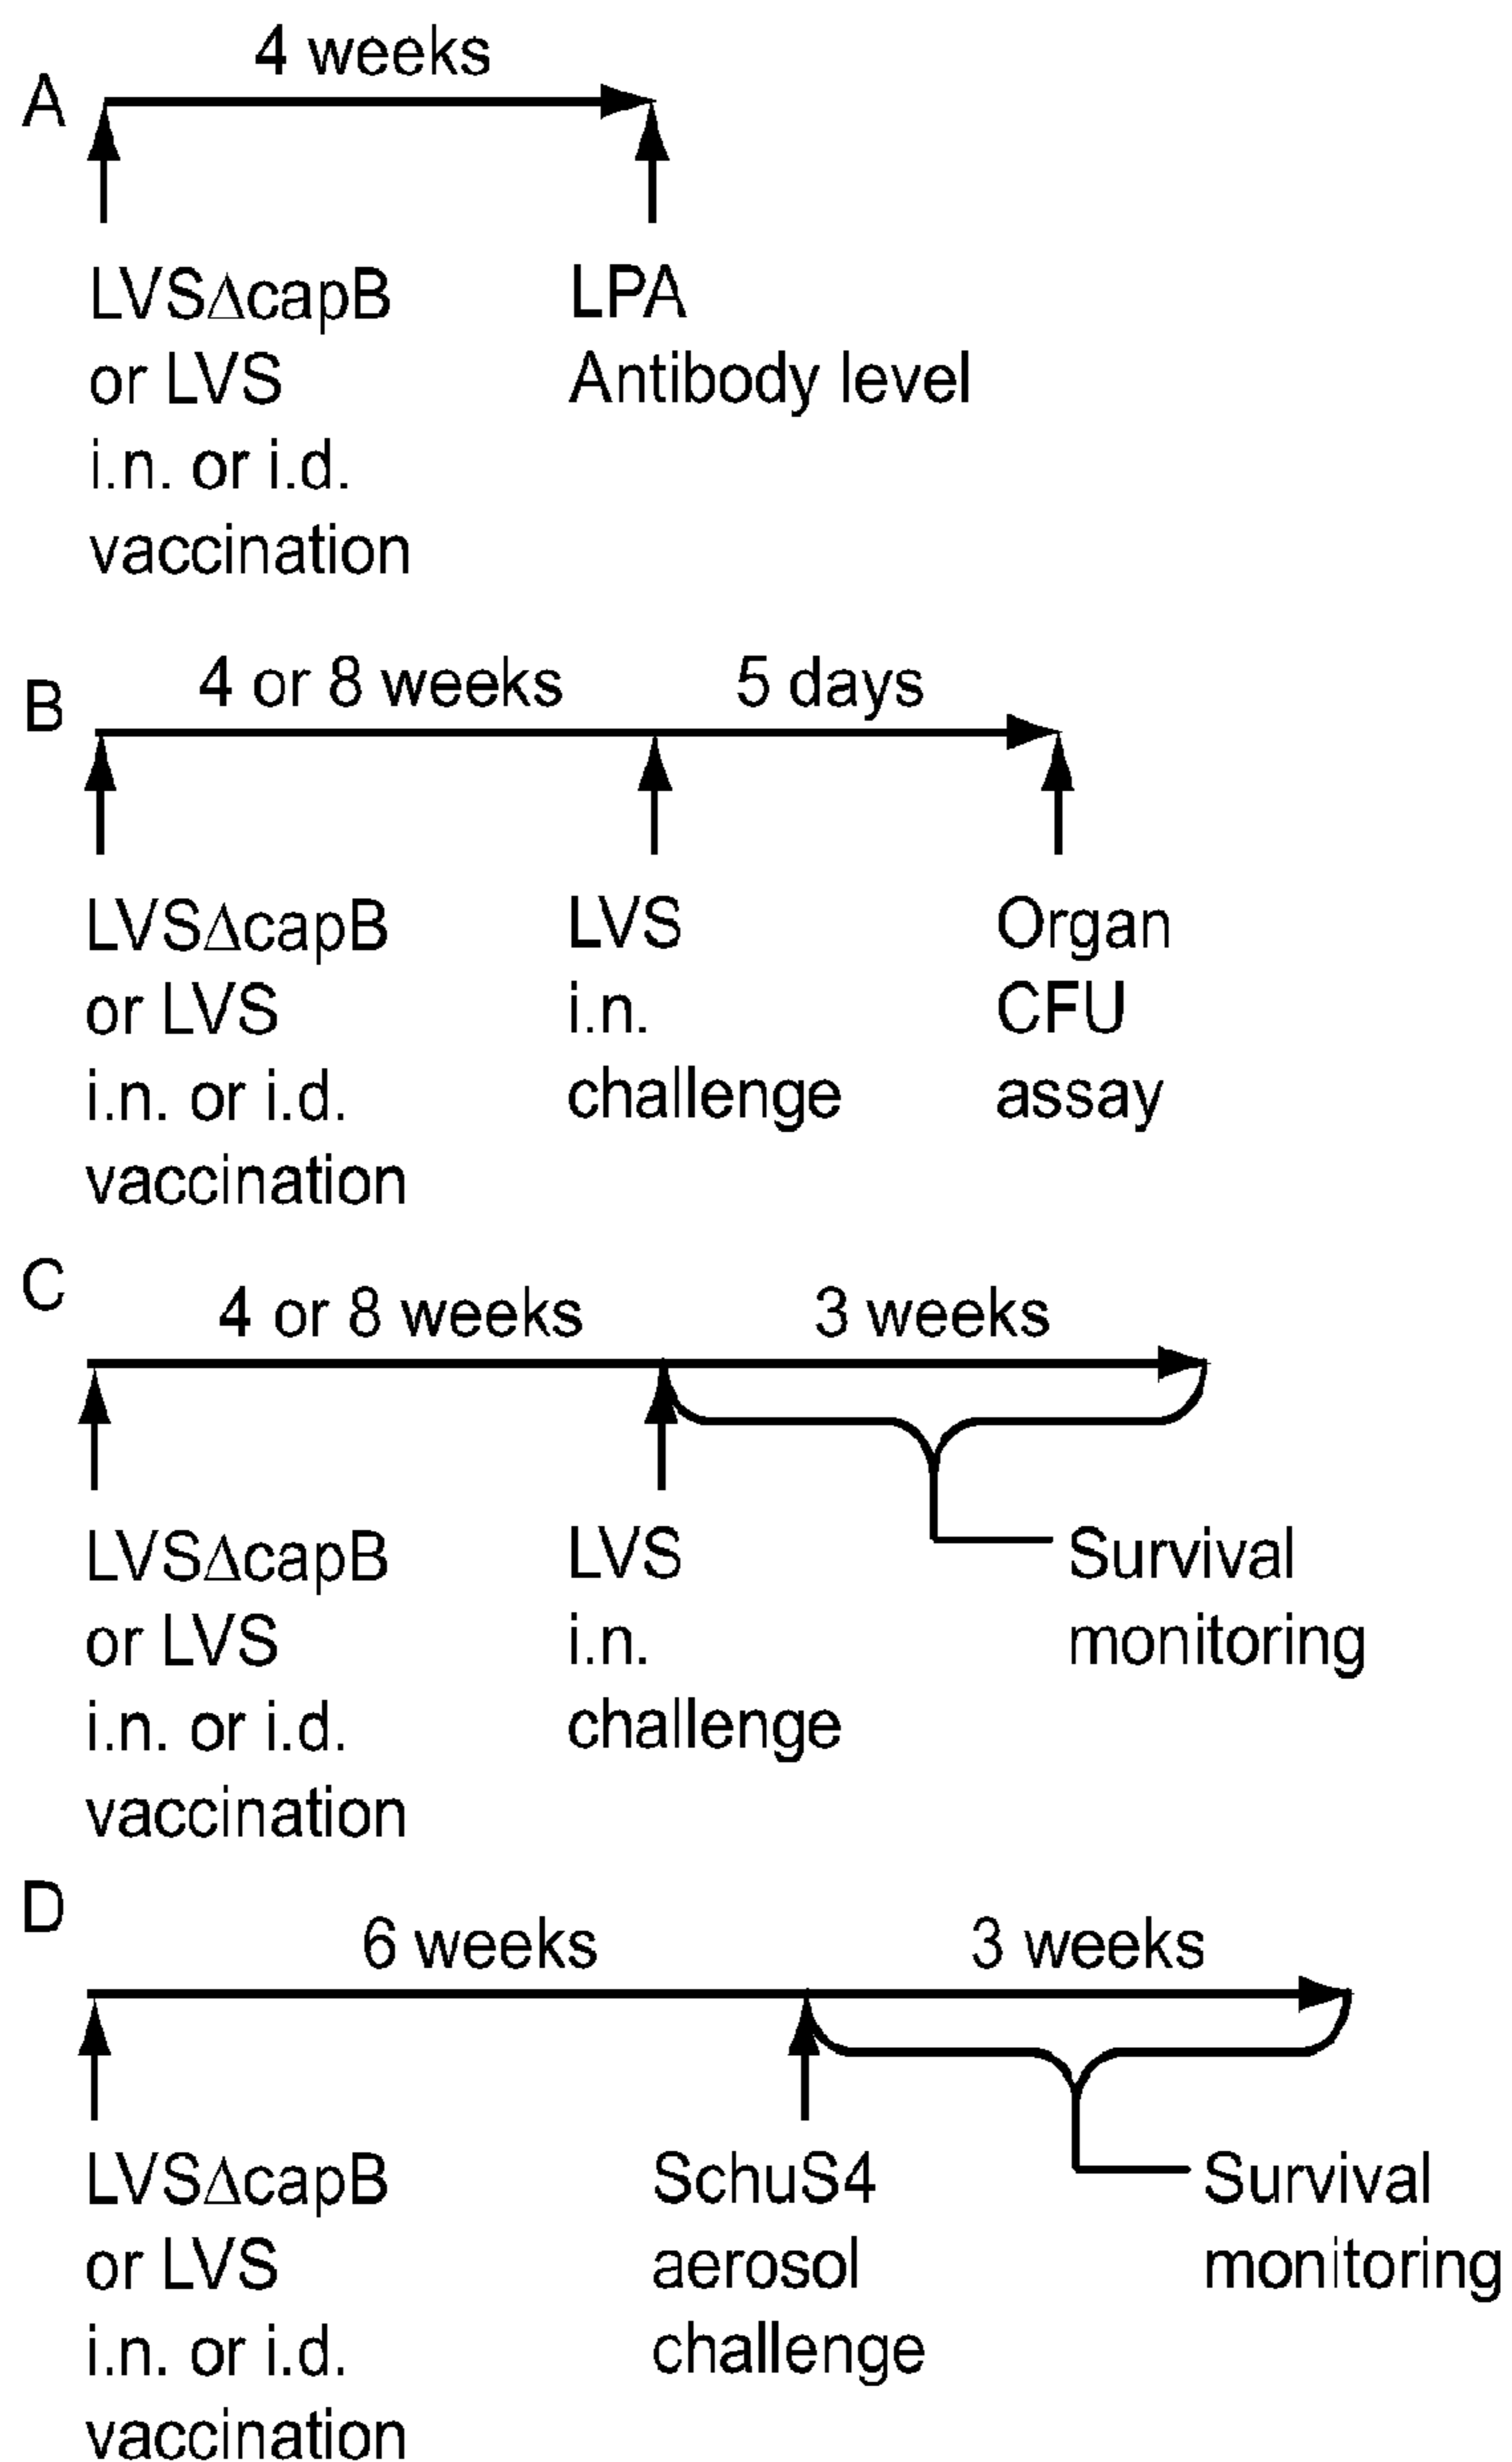 4 weeks
A
LVSΔcapB
or LVS
i.n. or i.d.
vaccination
LPA
Antibody level
4 or 8 weeks
5 days
B
LVSΔcapB
or LVS
i.n. or i.d.
vaccination
LVS
i.n.
challenge
Organ
CFU
assay
C
4 or 8 weeks
3 weeks
LVSΔcapB
or LVS
i.n. or i.d.
vaccination
LVS
i.n.
challenge
Survival
monitoring
D
6 weeks
3 weeks
LVSΔcapB
or LVS
i.n. or i.d.
vaccination
SchuS4
aerosol
challenge
Survival
monitoring